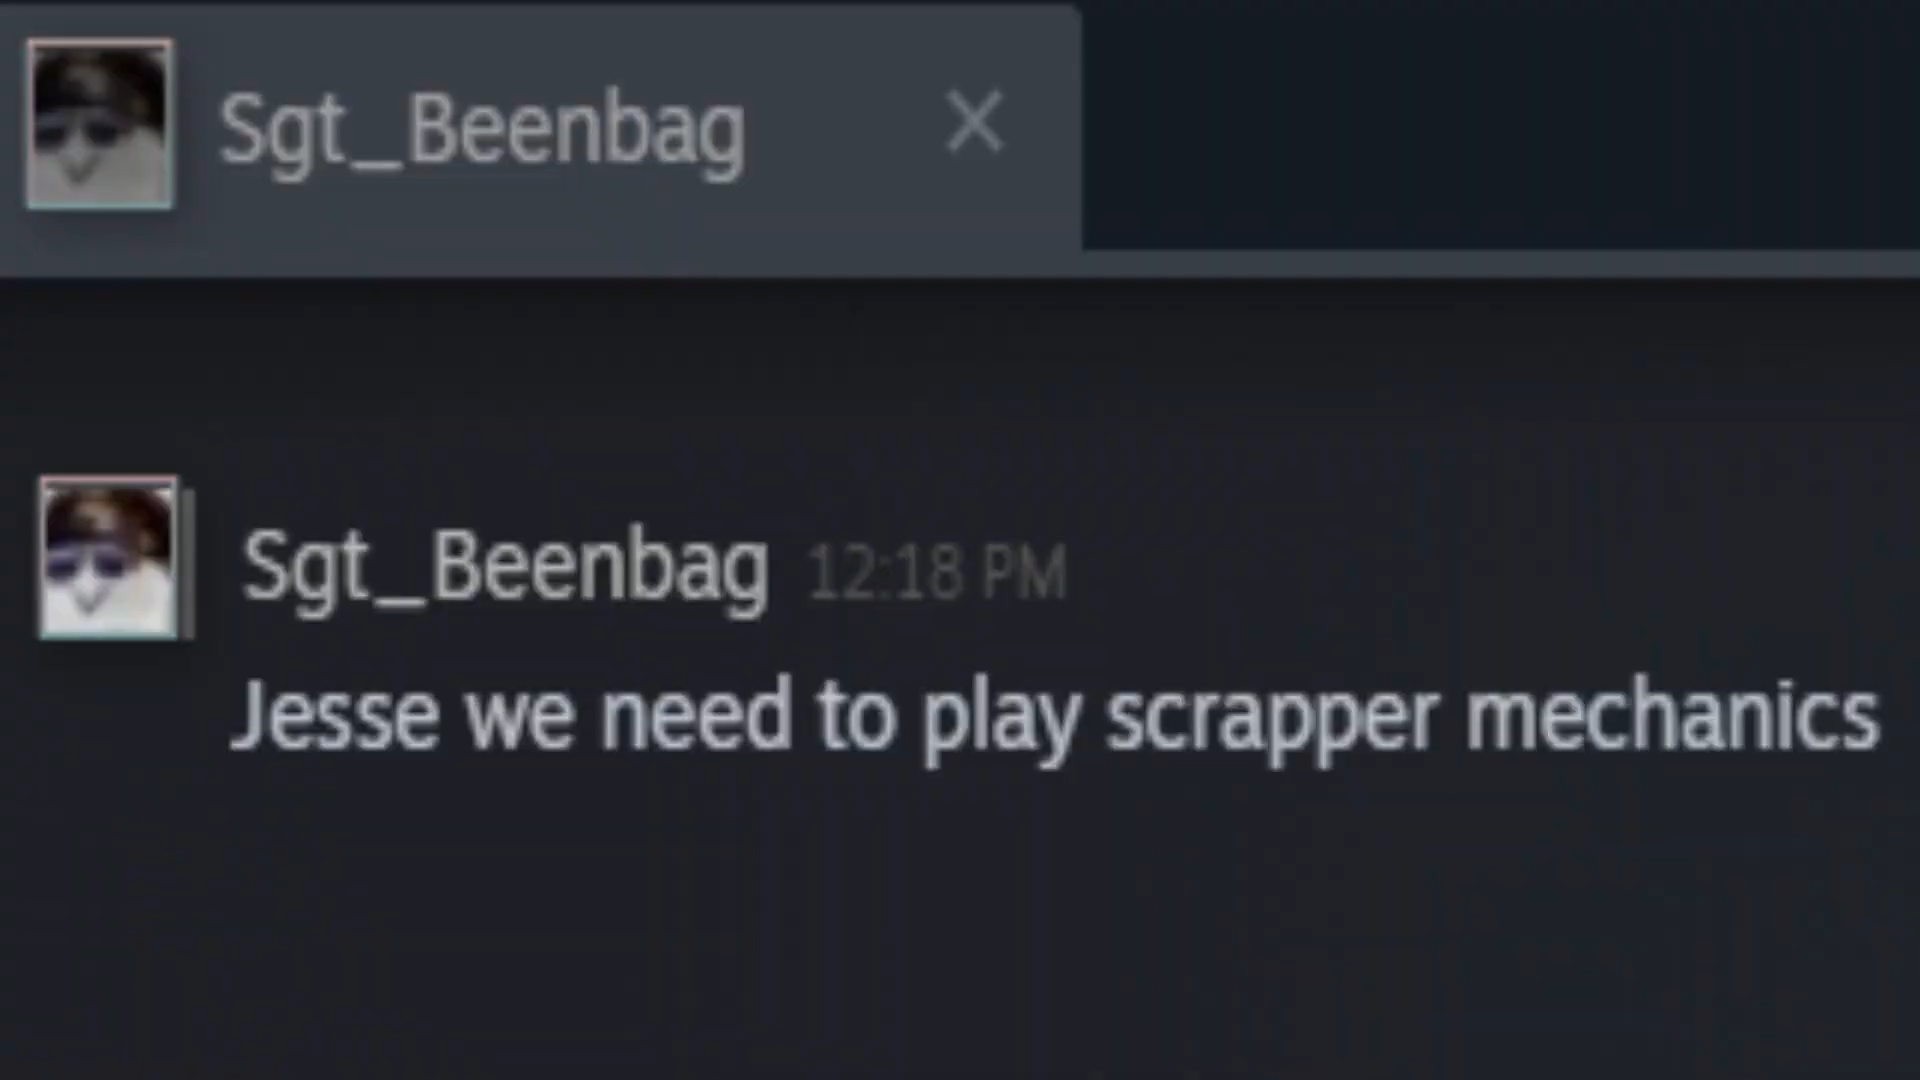 Sgt_Beenbag
Sgt_Beenbag 12:18 PM
Jesse we need to play scrapper mechanics